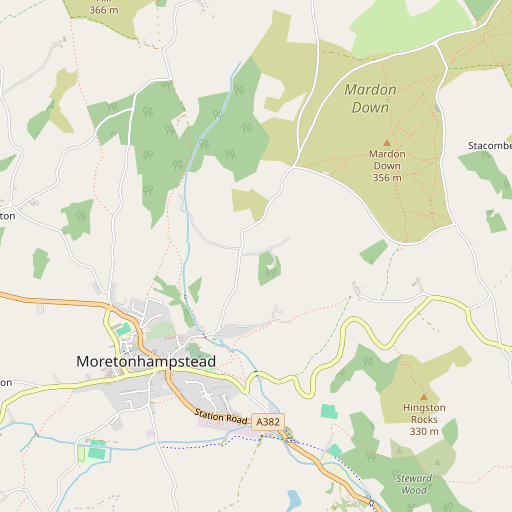 366 m
Mardon
Down
Mardon
Down
356 m
Stacombe
ton
Moretonhampstead
on
Hingston
Rocks
330 m
Station Road
A382
Steward
Wood